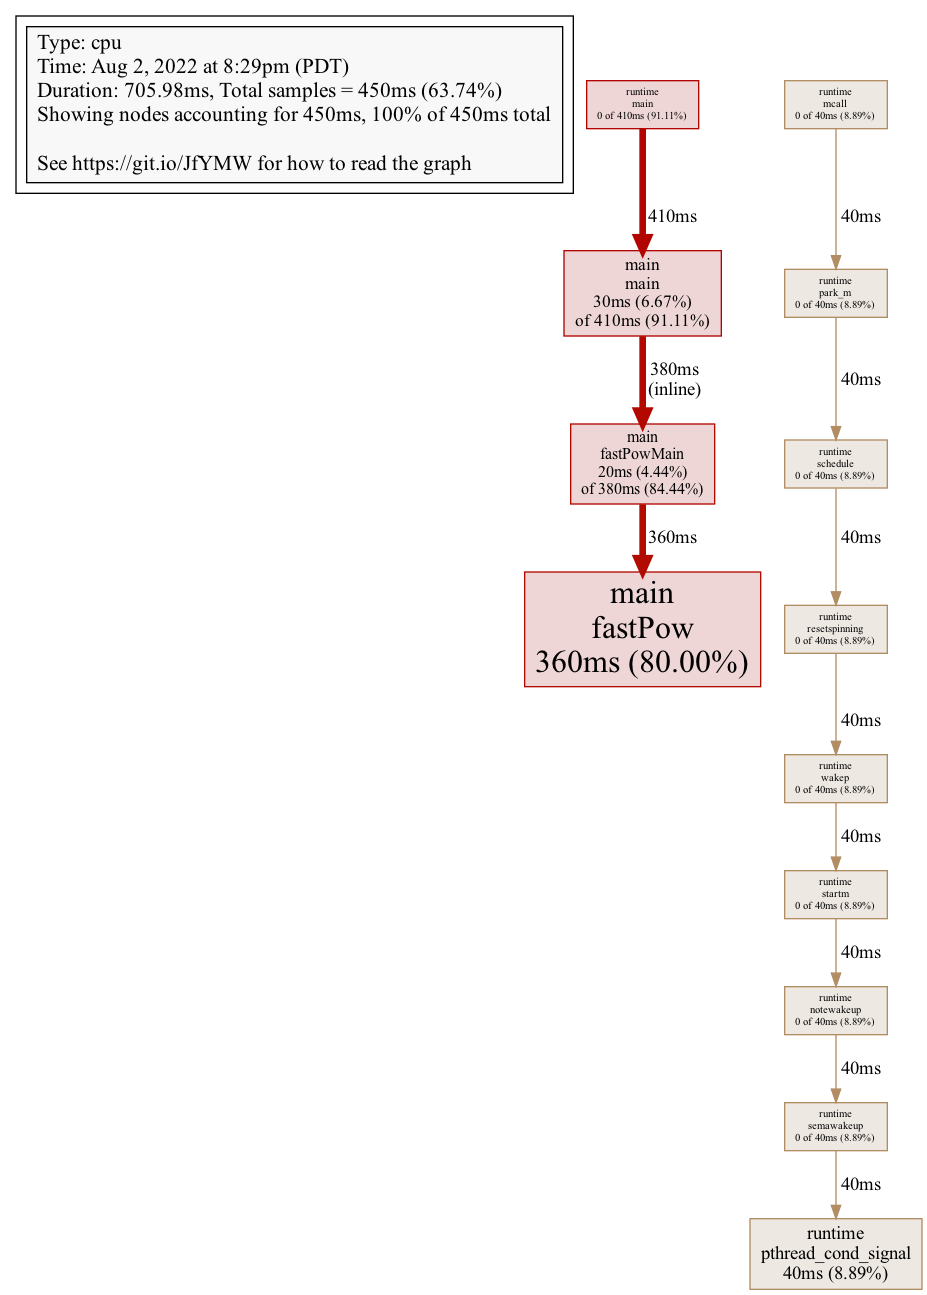 Type: cpu
Time: Aug 2, 2022 at 8:29pm (PDT)
Duration: 705.98ms, Total samples = 450ms (63.74%)
Showing nodes accounting for 450ms, 100% of 450ms total
See https://git.io/JfYMW for how to read the graph
runtime
main
0 of 410ms (91.11%)
410ms
main
main
30ms (6.67%)
of 410ms (91.11%)
380ms
(inline)
main
fastPowMain
20ms (4.44%)
of 380ms (84.44%)
360ms
main
fastPow
360ms (80.00%)
runtime
mcall
0 of 40ms (8.89%)
40ms
runtime
park_m
0 of 40ms (8.89%)
40ms
runtime
schedule
0 of 40ms (8.89%)
40ms
runtime
resetspinning
0 of 40ms (8.89%)
40ms
runtime
wakep
0 of 40ms (8.89%)
40ms
runtime
startm
0 of 40ms (8.89%)
40ms
runtime
notewakeup
0 of 40ms (8.89%)
40ms
runtime
semawakeup
0 of 40ms (8.89%)
40ms
runtime
pthread_cond_signal
40ms (8.89%)